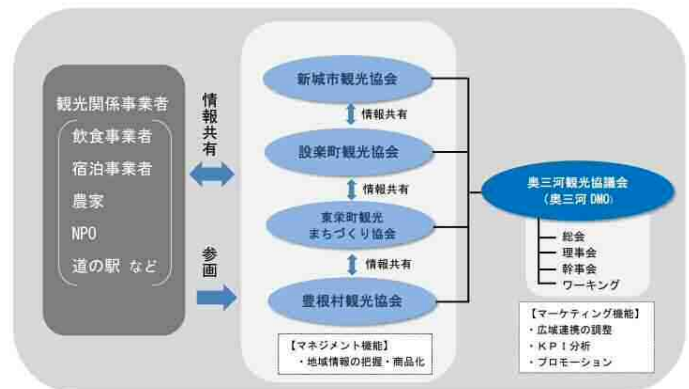 観光関係事業者
飲食事業者
宿泊事業者
農家
NPO
道の駅 など
情報共有
参画
新城市観光協会
情報共有
設楽町観光協会
情報共有
東栄町観光
まちづくり協会
情報共有
豊根村観光協会
【マネジメント機能】
・地域情報の把握・商品化
奥三河観光協議会
(奥三河 DMO)
総会
理事会
幹事会
ワーキング
【マーケティング機能】
・広域連携の調整
・ＫＰＩ分析
・プロモーション